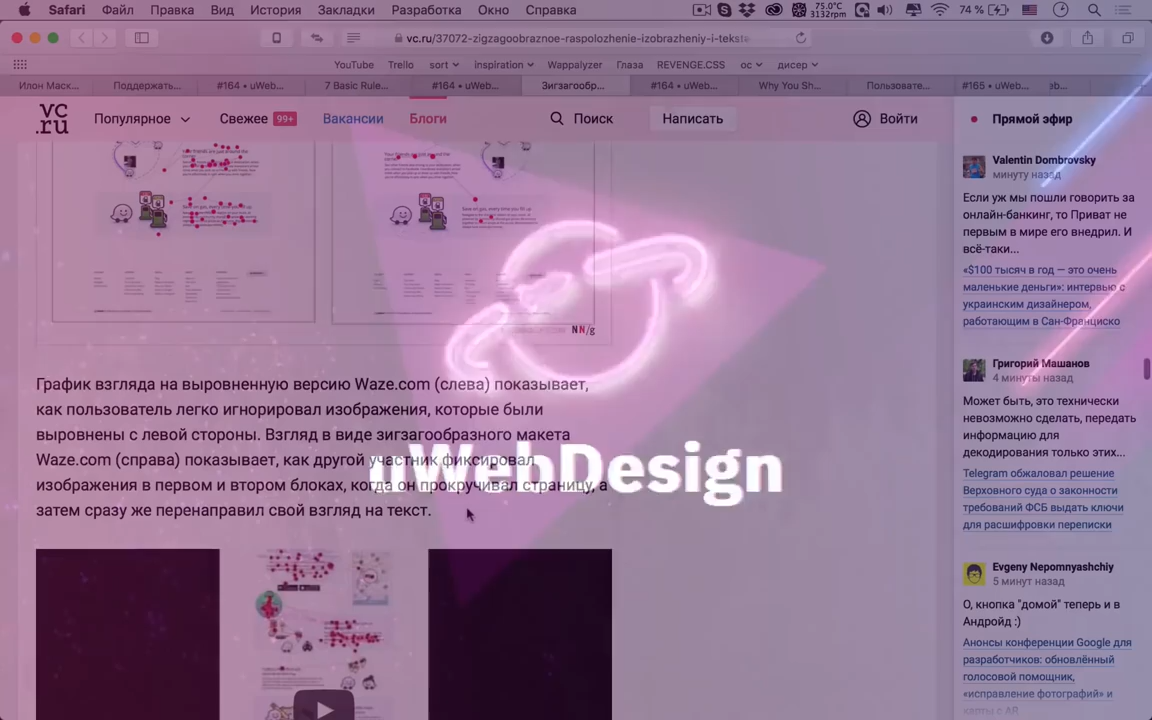 Safari Файл Правка Вид История Закладки Разработка Окно Справка 75.0°C 3132rpm 74 %
vc.ru/37072-zigzagoobraznoe-raspolozhenie-izobrazheniy-i-tekst
YouTube Trello sort inspiration Wappalyzer Глаза REVENGE.CSS ос дисер
Илон Маск... Поддержать... #164 • uWeb... 7 Basic Rule... #164 • uWeb... Зигзагообр... #164 • uWeb... Why You Sh... Пользовате... #165 • uWeb...
vc.ru Популярное Свежее 99+ Вакансии Блоги Поиск Написать Войти
NN/g
График взгляда на выровненную версию Waze.com (слева) показывает,
как пользователь легко игнорировал изображения, которые были
выровнены с левой стороны. Взгляд в виде зигзагообразного макета
Waze.com (справа) показывает, как другой участник фиксировал
изображения в первом и втором блоках, когда он прокручивал страницу, а
затем сразу же перенаправил свой взгляд на текст.
uWebDesign
Прямой эфир
Valentin Dombrovsky
минуту назад
Если уж мы пошли говорить за
онлайн-банкинг, то Приват не
первым в мире его внедрил. И
всё-таки...
«$100 тысяч в год — это очень
маленькие деньги»: интервью с
украинским дизайнером,
работающим в Сан-Франциско
Григорий Машанов
4 минуты назад
Может быть, это технически
невозможно сделать, передать
информацию для
декодирования только этих...
Telegram обжаловал решение
Верховного суда о законности
требований ФСБ выдать ключи
для расшифровки переписки
Evgeny Nepomnyashchiy
5 минут назад
О, кнопка "домой" теперь и в
Андройд :)
Анонсы конференции Google для
разработчиков: обновлённый
голосовой помощник,
«исправление фотографий» и
карты с AR